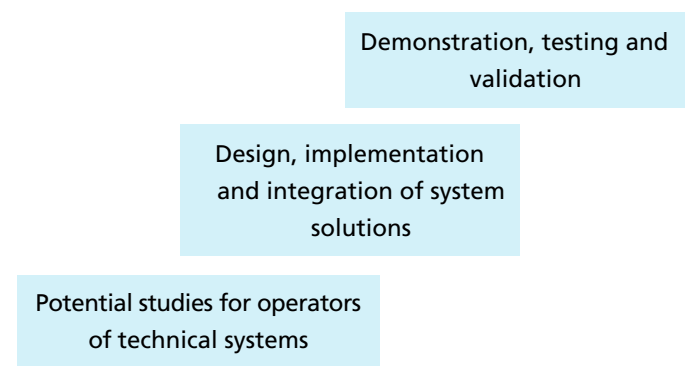 Demonstration, testing and
validation
Design, implementation
and integration of system
solutions
Potential studies for operators
of technical systems